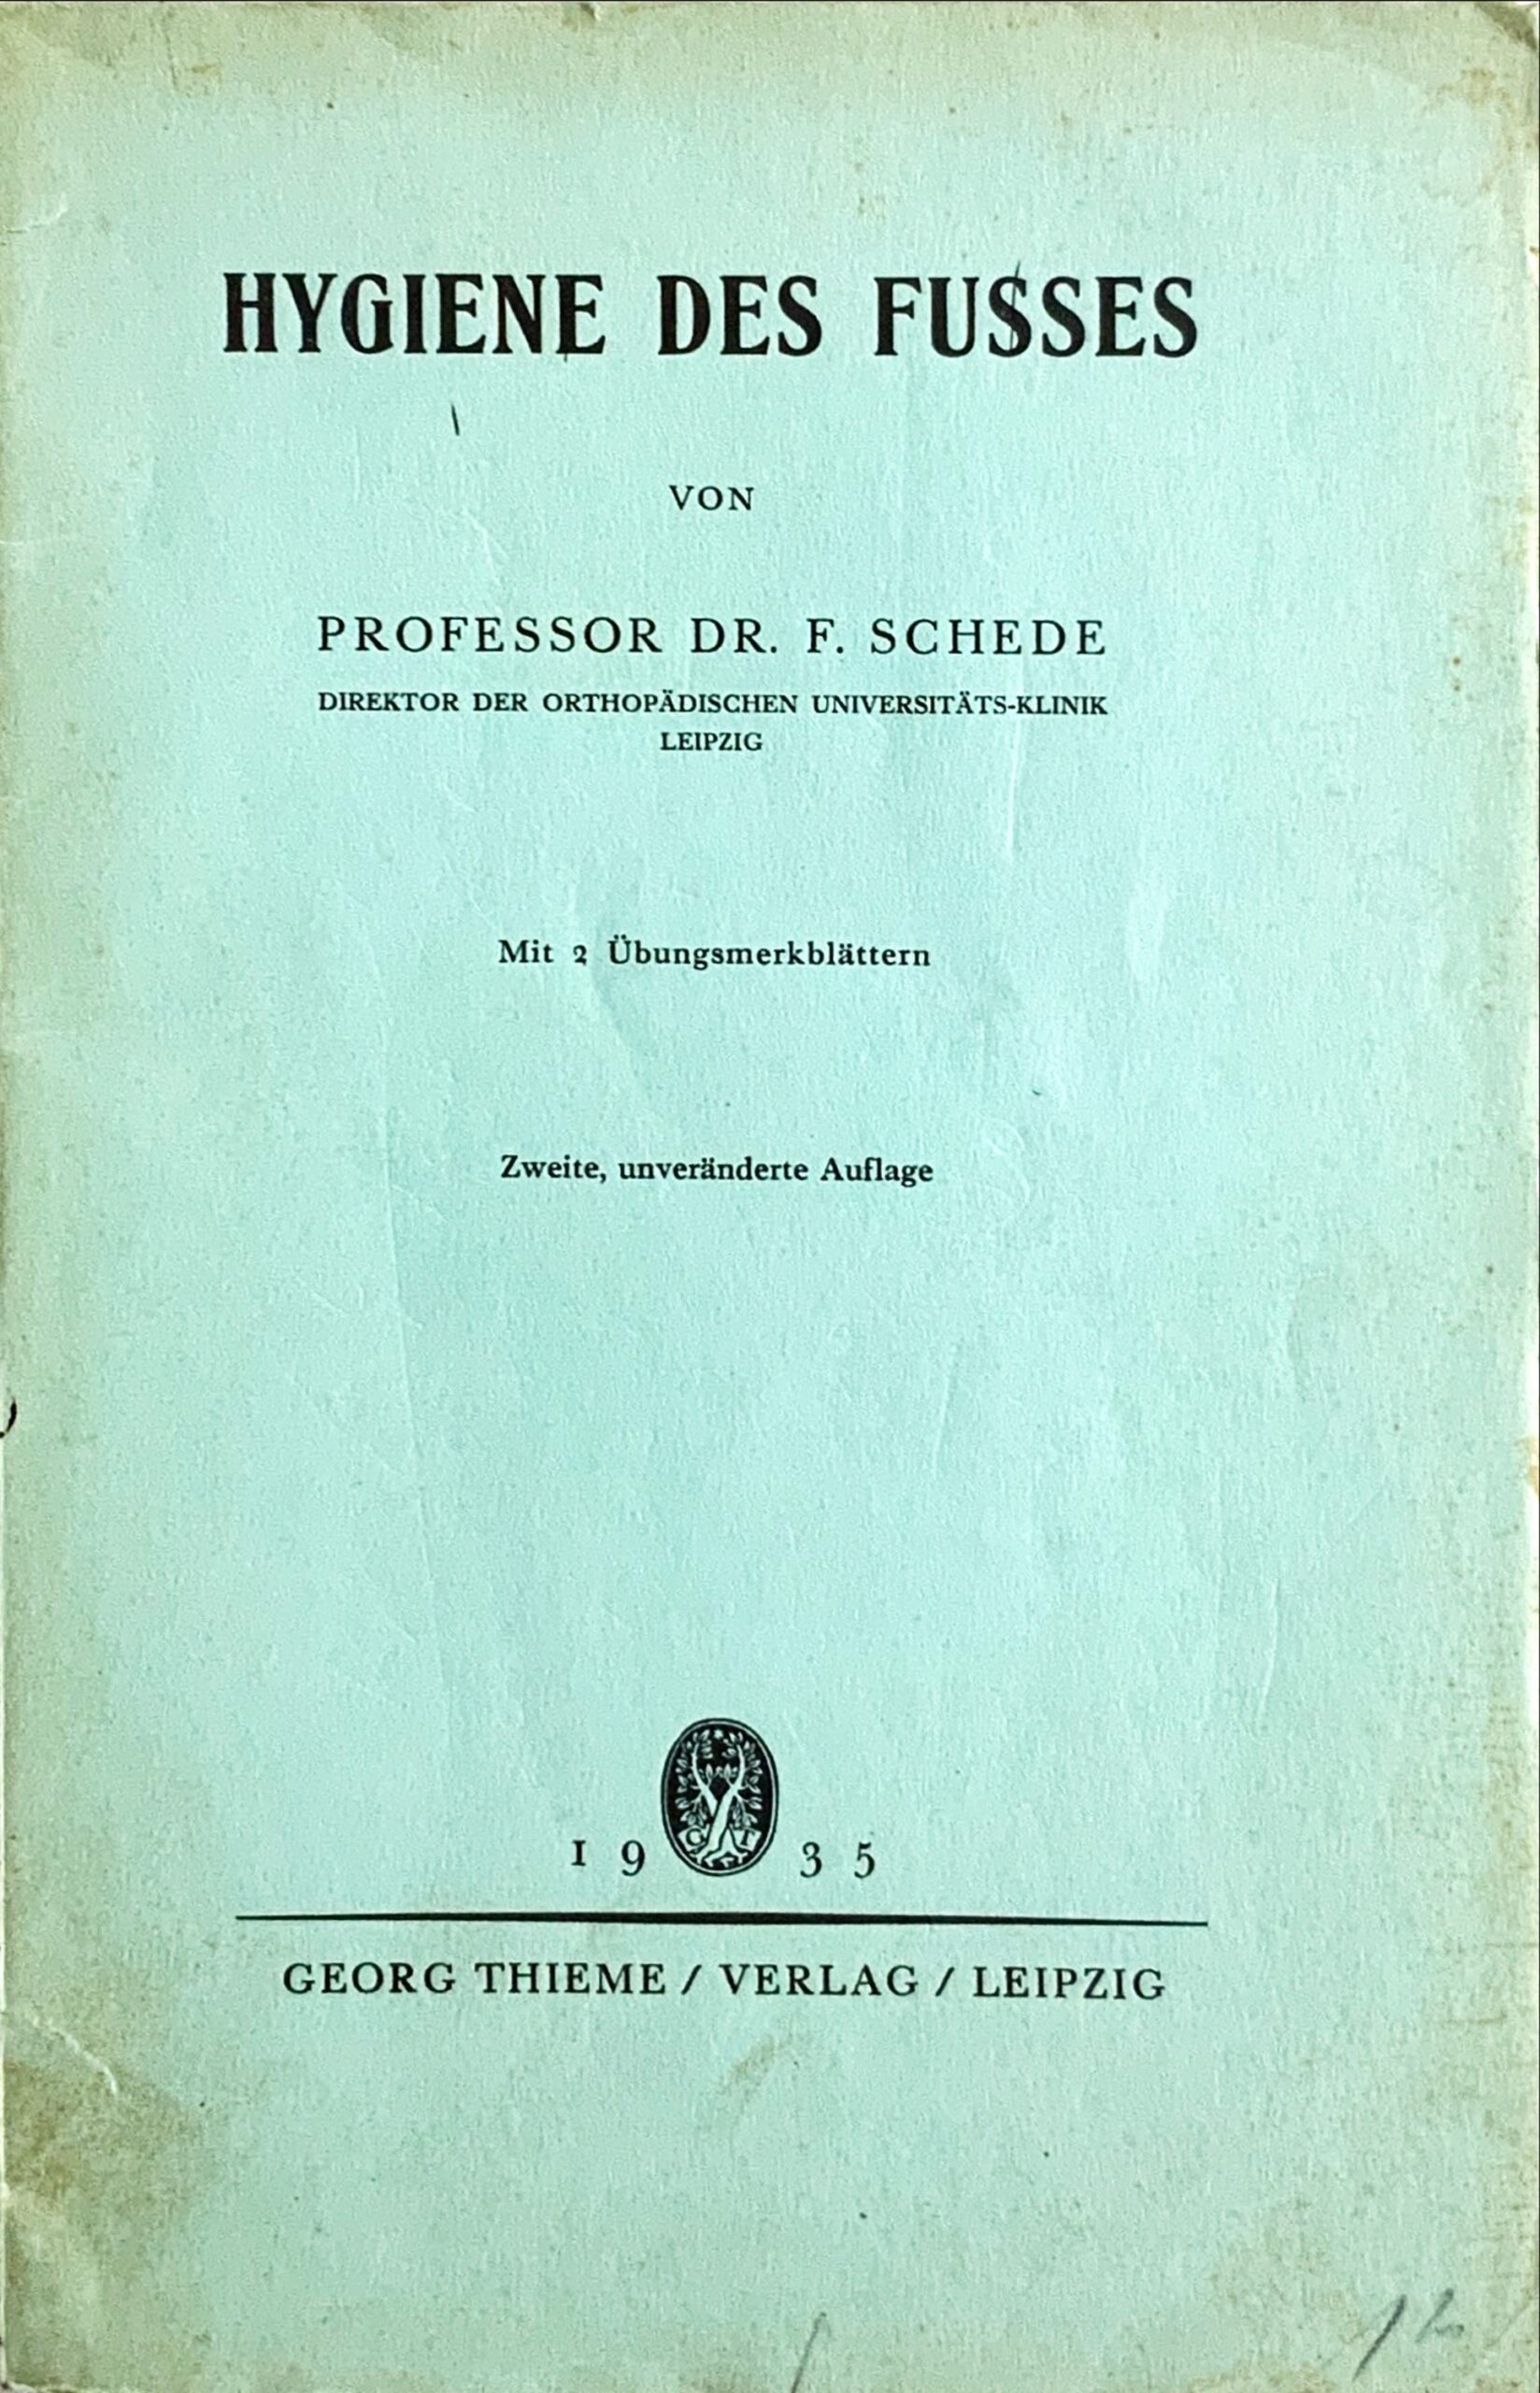 HYGIENE DES FUSSES
VON
PROFESSOR DR. F. SCHEDE
DIREKTOR DER ORTHOPÄDISCHEN UNIVERSITÄTS-KLINIK
LEIPZIG
Mit 2 Übungsmerkblättern
Zweite, unveränderte Auflage
G T
1935
GEORG THIEME / VERLAG / LEIPZIG